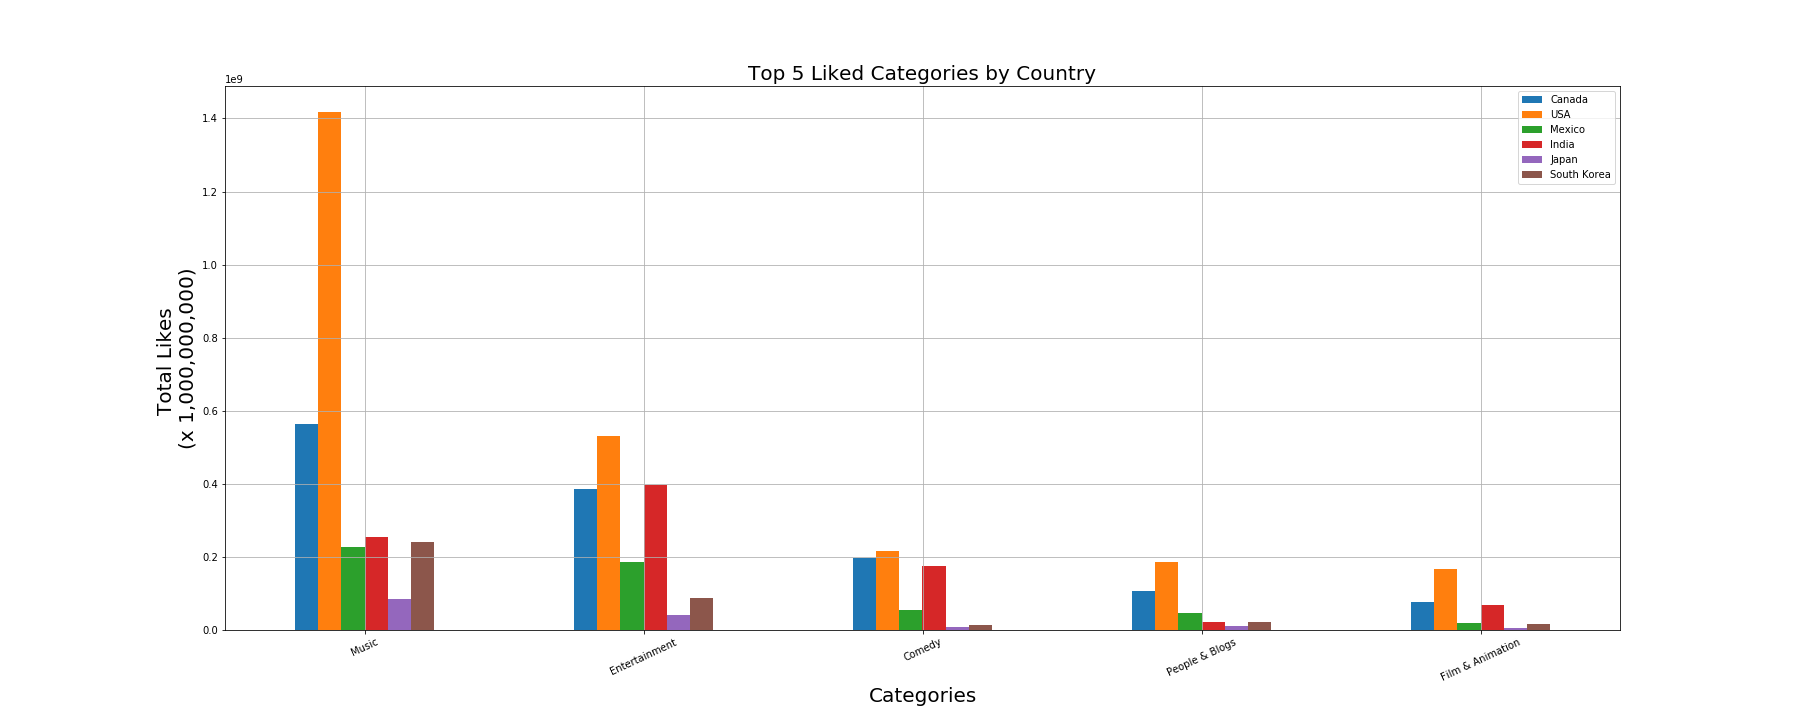 Top 5 Liked Categories by Country
1e9
1.4
1.2
1.0
0.8
0.6
0.4
0.2
0.0
Total Likes
(x 1,000,000,000)
Canada
USA
Mexico
India
Japan
South Korea
Music
Entertainment
Comedy
People & Blogs
Film & Animation
Categories